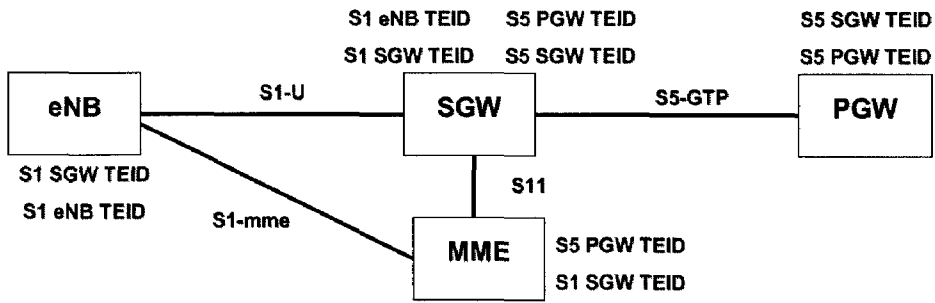 S1 eNB TEID S5 PGW TEID S5 SGW TEID
S1 SGW TEID S5 SGW TEID S5 PGW TEID
eNB S1-U SGW S5-GTP PGW
S1 SGW TEID
S1 eNB TEID
S1-mme
S11
MME
S5 PGW TEID
S1 SGW TEID